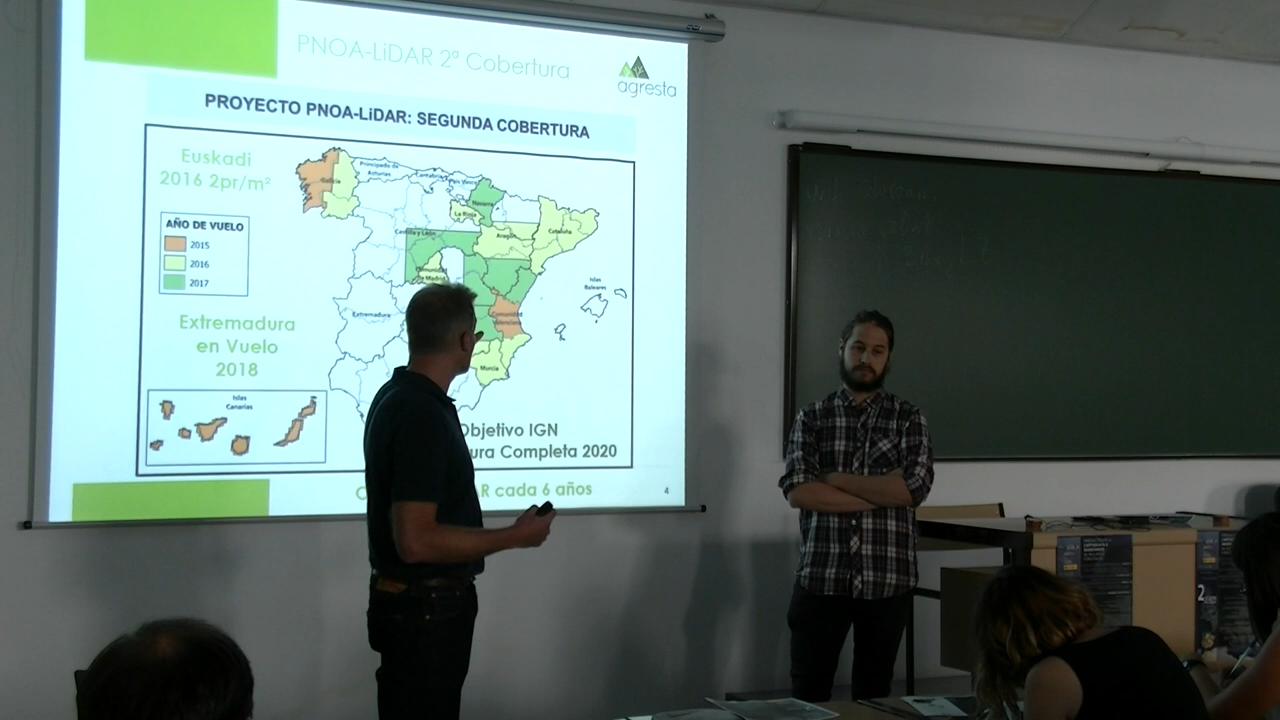 PNOA-LiDAR 2ª Cobertura
agresta
PROYECTO PNOA-LiDAR: SEGUNDA COBERTURA
Euskadi
2016 2pr/m²
AÑO DE VUELO
2015
2016
2017
Extremadura
en Vuelo
2018
Islas
Canarias
Galicia
Principado de
Asturias
Cantabria
País Vasco
Navarra
La Rioja
Castilla y León
Aragón
Cataluña
Comunidad
de Madrid
Islas
Baleares
Extremadura
Comunidad
Valenciana
Murcia
Objetivo IGN
ura Completa 2020
R cada 6 años
4
2